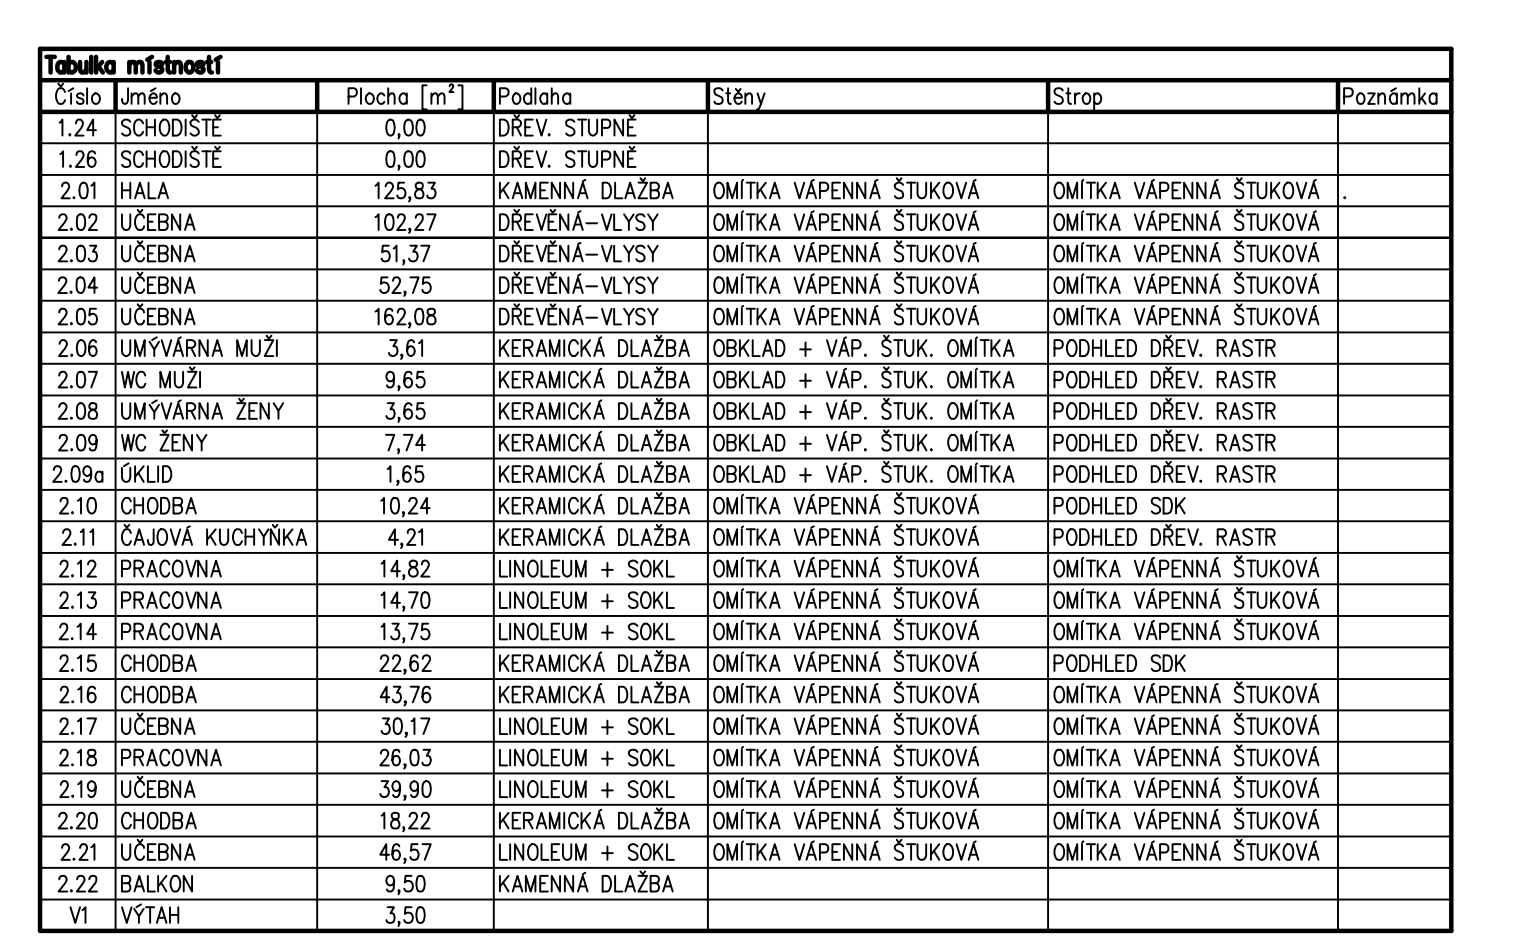 Tabulka místností
Číslo Jméno Plocha [m²] Podlaha Stěny Strop Poznámka
1.24 SCHODIŠTĚ 0,00 DŘEV. STUPNĚ
1.26 SCHODIŠTĚ 0,00 DŘEV. STUPNĚ
2.01 HALA 125,83 KAMENNÁ DLAŽBA OMÍTKA VÁPENNÁ ŠTUKOVÁ OMÍTKA VÁPENNÁ ŠTUKOVÁ .
2.02 UČEBNA 102,27 DŘEVĚNÁ-VLYSY OMÍTKA VÁPENNÁ ŠTUKOVÁ OMÍTKA VÁPENNÁ ŠTUKOVÁ
2.03 UČEBNA 51,37 DŘEVĚNÁ-VLYSY OMÍTKA VÁPENNÁ ŠTUKOVÁ OMÍTKA VÁPENNÁ ŠTUKOVÁ
2.04 UČEBNA 52,75 DŘEVĚNÁ-VLYSY OMÍTKA VÁPENNÁ ŠTUKOVÁ OMÍTKA VÁPENNÁ ŠTUKOVÁ
2.05 UČEBNA 162,08 DŘEVĚNÁ-VLYSY OMÍTKA VÁPENNÁ ŠTUKOVÁ OMÍTKA VÁPENNÁ ŠTUKOVÁ
2.06 UMÝVÁRNA MUŽI 3,61 KERAMICKÁ DLAŽBA OBKLAD + VÁP. ŠTUK. OMÍTKA PODHLED DŘEV. RASTR
2.07 WC MUŽI 9,65 KERAMICKÁ DLAŽBA OBKLAD + VÁP. ŠTUK. OMÍTKA PODHLED DŘEV. RASTR
2.08 UMÝVÁRNA ŽENY 3,65 KERAMICKÁ DLAŽBA OBKLAD + VÁP. ŠTUK. OMÍTKA PODHLED DŘEV. RASTR
2.09 WC ŽENY 7,74 KERAMICKÁ DLAŽBA OBKLAD + VÁP. ŠTUK. OMÍTKA PODHLED DŘEV. RASTR
2.09a ÚKLID 1,65 KERAMICKÁ DLAŽBA OBKLAD + VÁP. ŠTUK. OMÍTKA PODHLED DŘEV. RASTR
2.10 CHODBA 10,24 KERAMICKÁ DLAŽBA OMÍTKA VÁPENNÁ ŠTUKOVÁ PODHLED SDK
2.11 ČAJOVÁ KUCHYŇKA 4,21 KERAMICKÁ DLAŽBA OMÍTKA VÁPENNÁ ŠTUKOVÁ PODHLED DŘEV. RASTR
2.12 PRACOVNA 14,82 LINOLEUM + SOKL OMÍTKA VÁPENNÁ ŠTUKOVÁ OMÍTKA VÁPENNÁ ŠTUKOVÁ
2.13 PRACOVNA 14,70 LINOLEUM + SOKL OMÍTKA VÁPENNÁ ŠTUKOVÁ OMÍTKA VÁPENNÁ ŠTUKOVÁ
2.14 PRACOVNA 13,75 LINOLEUM + SOKL OMÍTKA VÁPENNÁ ŠTUKOVÁ OMÍTKA VÁPENNÁ ŠTUKOVÁ
2.15 CHODBA 22,62 KERAMICKÁ DLAŽBA OMÍTKA VÁPENNÁ ŠTUKOVÁ PODHLED SDK
2.16 CHODBA 43,76 KERAMICKÁ DLAŽBA OMÍTKA VÁPENNÁ ŠTUKOVÁ OMÍTKA VÁPENNÁ ŠTUKOVÁ
2.17 UČEBNA 30,17 LINOLEUM + SOKL OMÍTKA VÁPENNÁ ŠTUKOVÁ OMÍTKA VÁPENNÁ ŠTUKOVÁ
2.18 PRACOVNA 26,03 LINOLEUM + SOKL OMÍTKA VÁPENNÁ ŠTUKOVÁ OMÍTKA VÁPENNÁ ŠTUKOVÁ
2.19 UČEBNA 39,90 LINOLEUM + SOKL OMÍTKA VÁPENNÁ ŠTUKOVÁ OMÍTKA VÁPENNÁ ŠTUKOVÁ
2.20 CHODBA 18,22 KERAMICKÁ DLAŽBA OMÍTKA VÁPENNÁ ŠTUKOVÁ OMÍTKA VÁPENNÁ ŠTUKOVÁ
2.21 UČEBNA 46,57 LINOLEUM + SOKL OMÍTKA VÁPENNÁ ŠTUKOVÁ OMÍTKA VÁPENNÁ ŠTUKOVÁ
2.22 BALKON 9,50 KAMENNÁ DLAŽBA
V1 VÝTAH 3,50